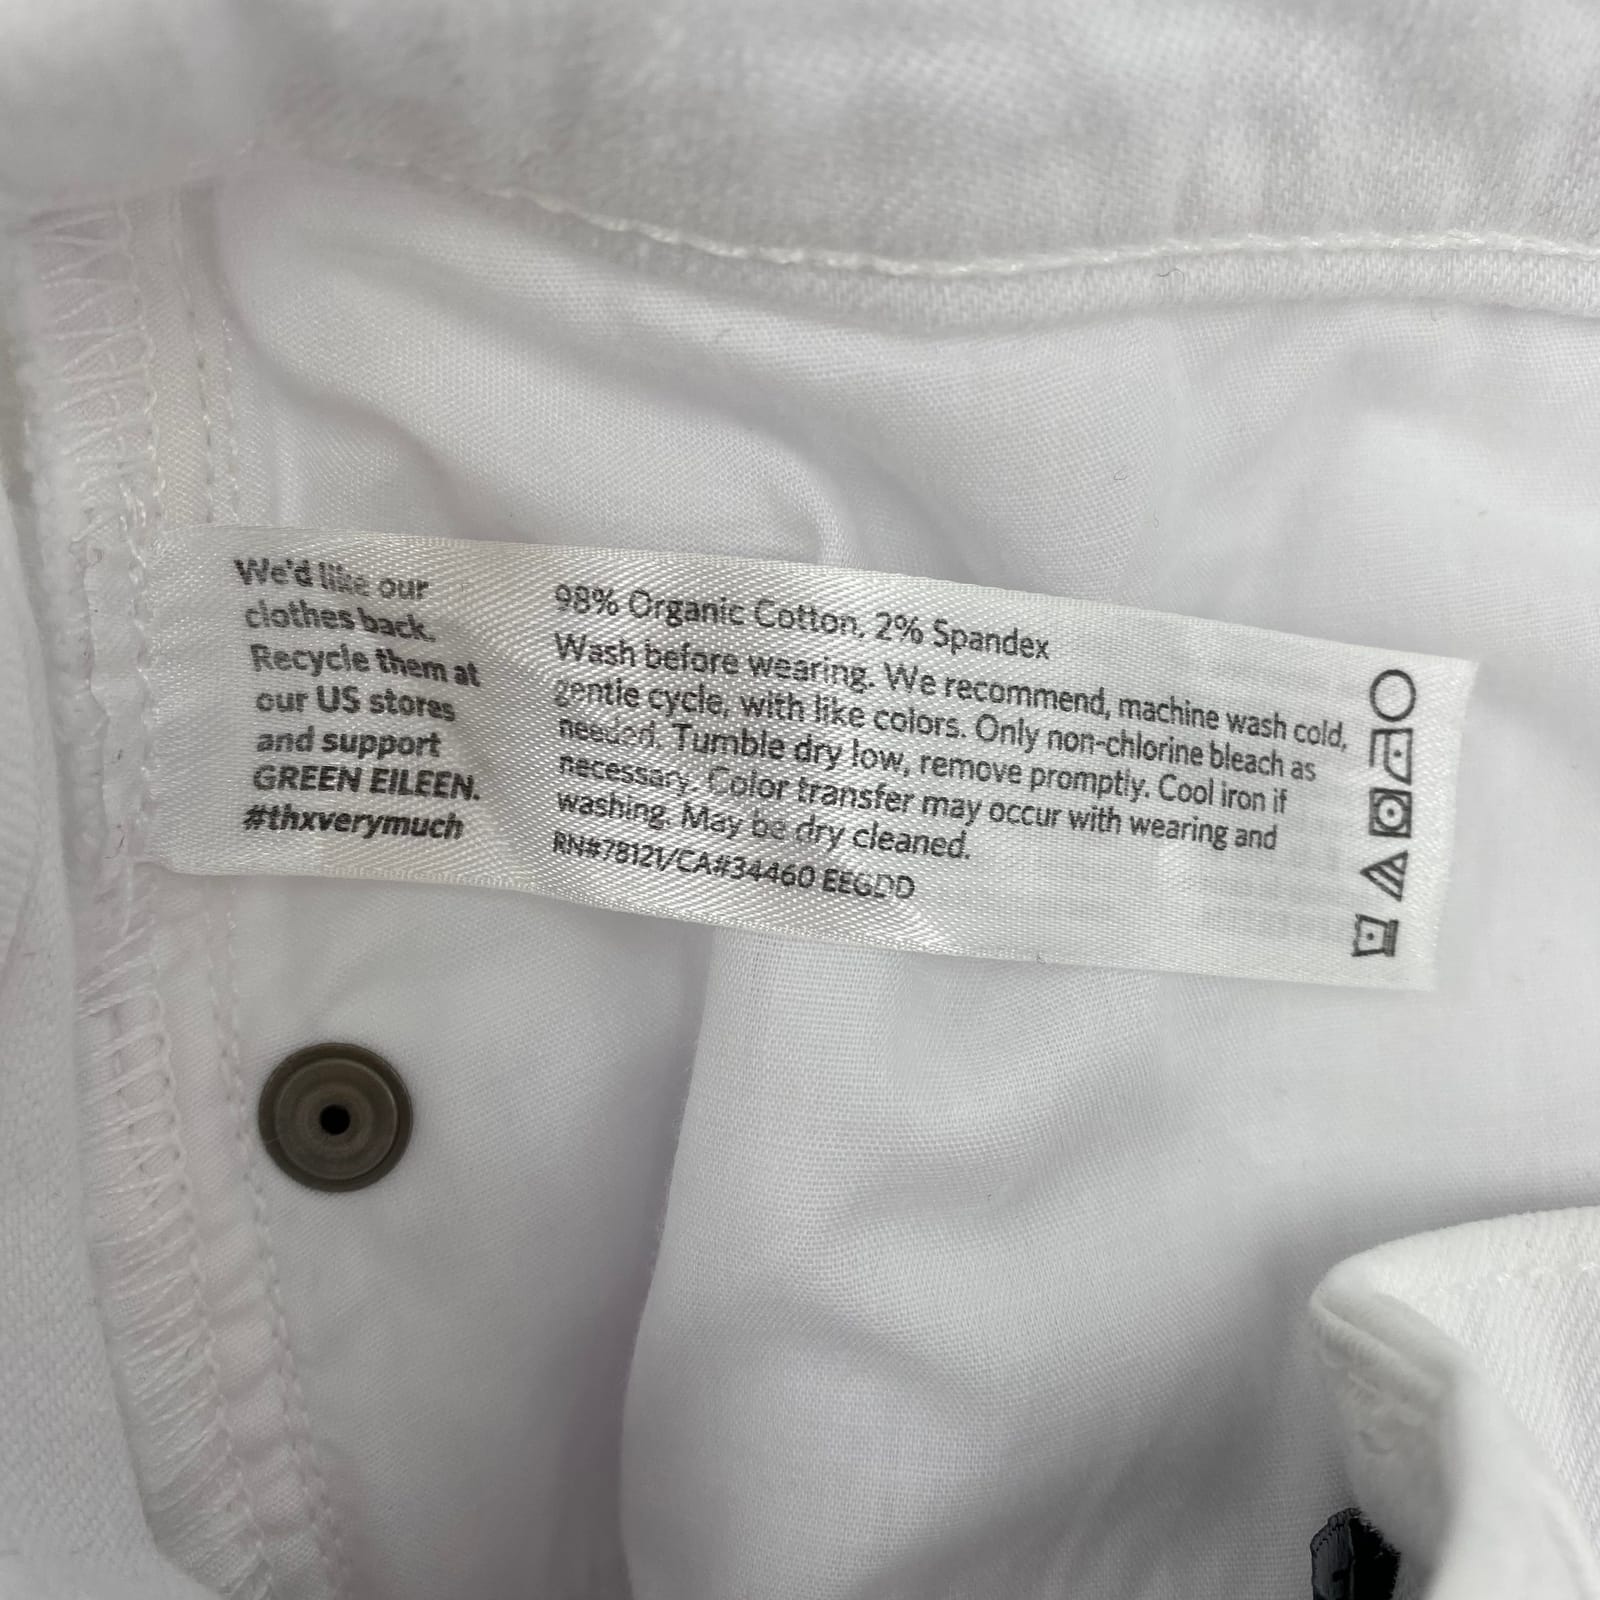 We'd like our
clothes back.
Recycle them at
our US stores
and support
GREEN EILEEN.
#thxverymuch
98% Organic Cotton, 2% Spandex
Wash before wearing. We recommend, machine wash cold,
gentle cycle, with like colors. Only non-chlorine bleach as
needed. Tumble dry low, remove promptly. Cool iron if
necessary. Color transfer may occur with wearing and
washing. May be dry cleaned.
RN#78121/CA#34460 EEGDD